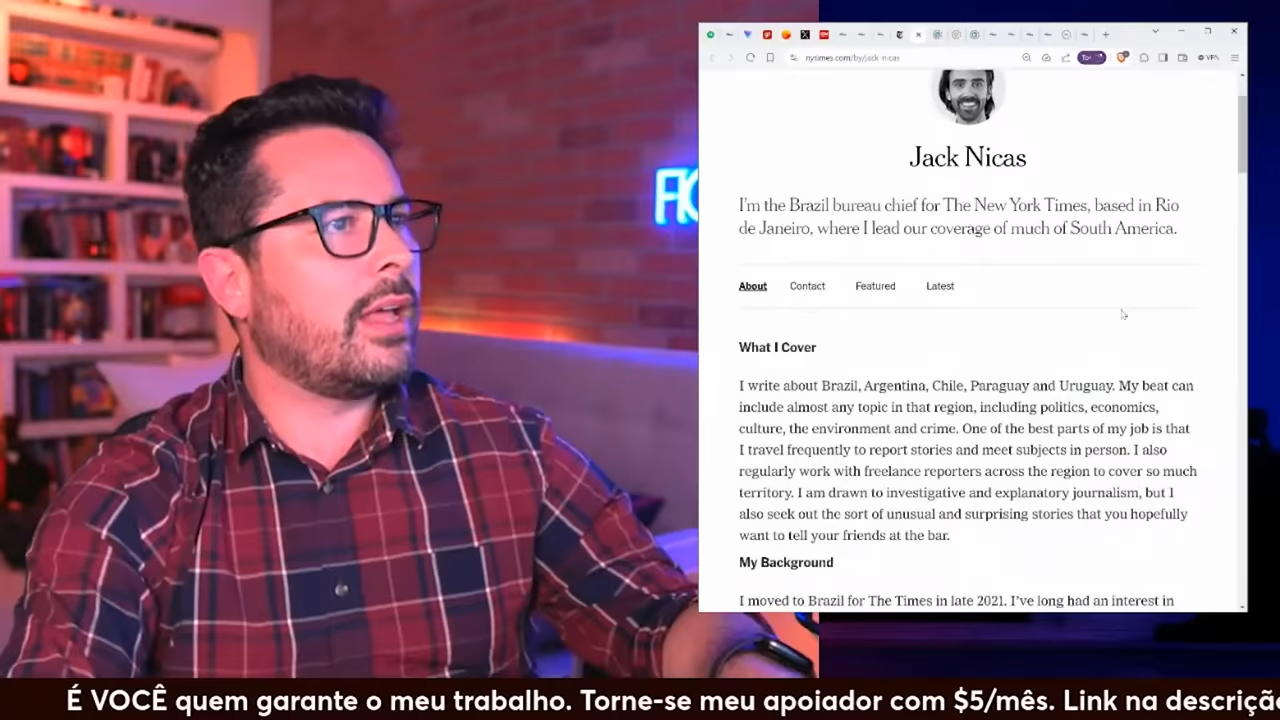 FIG
nytimes.com/by/jack-nicas
Tor
VPN
Jack Nicas
I'm the Brazil bureau chief for The New York Times, based in Rio
de Janeiro, where I lead our coverage of much of South America.
About Contact Featured Latest
What I Cover
I write about Brazil, Argentina, Chile, Paraguay and Uruguay. My beat can
include almost any topic in that region, including politics, economics,
culture, the environment and crime. One of the best parts of my job is that
I travel frequently to report stories and meet subjects in person. I also
regularly work with freelance reporters across the region to cover so much
territory. I am drawn to investigative and explanatory journalism, but I
also seek out the sort of unusual and surprising stories that you hopefully
want to tell your friends at the bar.
My Background
I moved to Brazil for The Times in late 2021. I've long had an interest in
É VOCÊ quem garante o meu trabalho. Torne-se meu apoiador com $5/mês. Link na descriçã